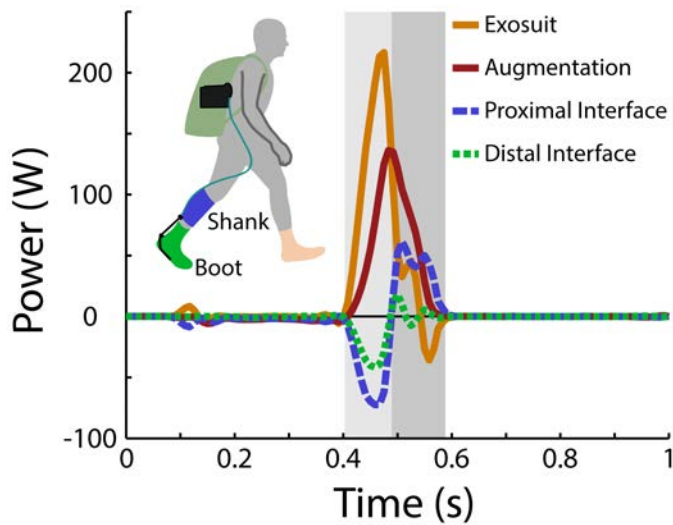 Exosuit
Augmentation
Proximal Interface
Distal Interface
Shank
Boot
Power (W)
200
100
0
-100
0
0.2
0.4
0.6
0.8
1
Time (s)